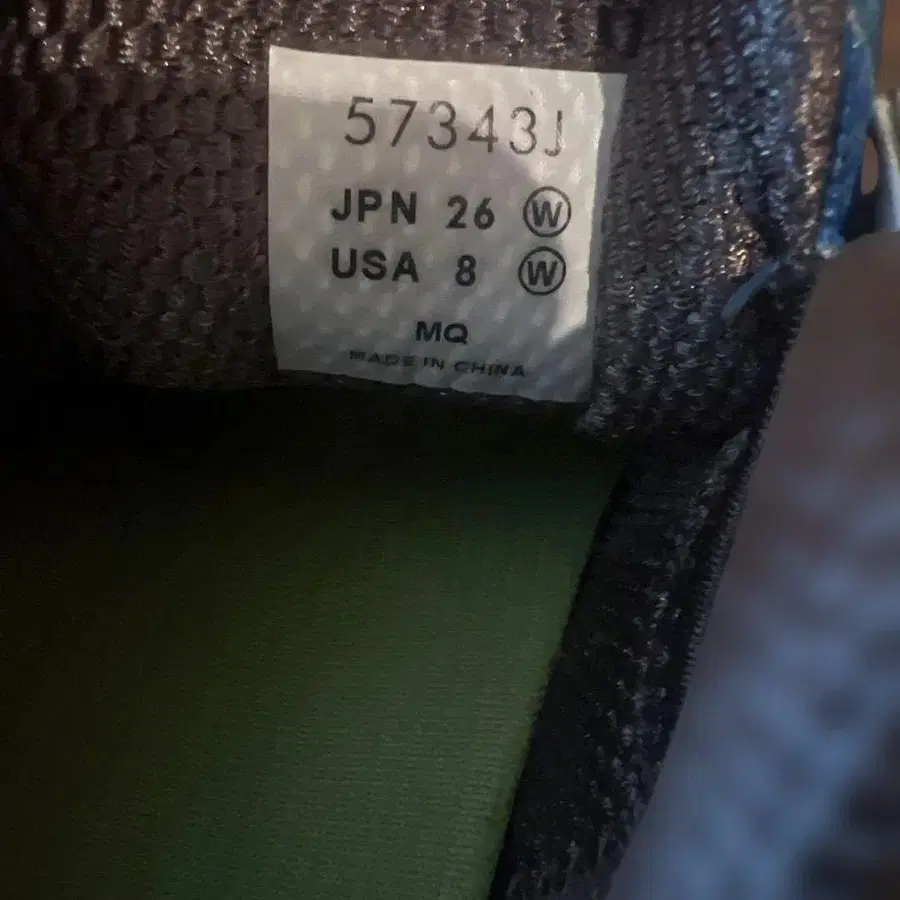 57343J
JPN 26 Ⓦ
USA 8 Ⓦ
MQ
MADE IN CHINA